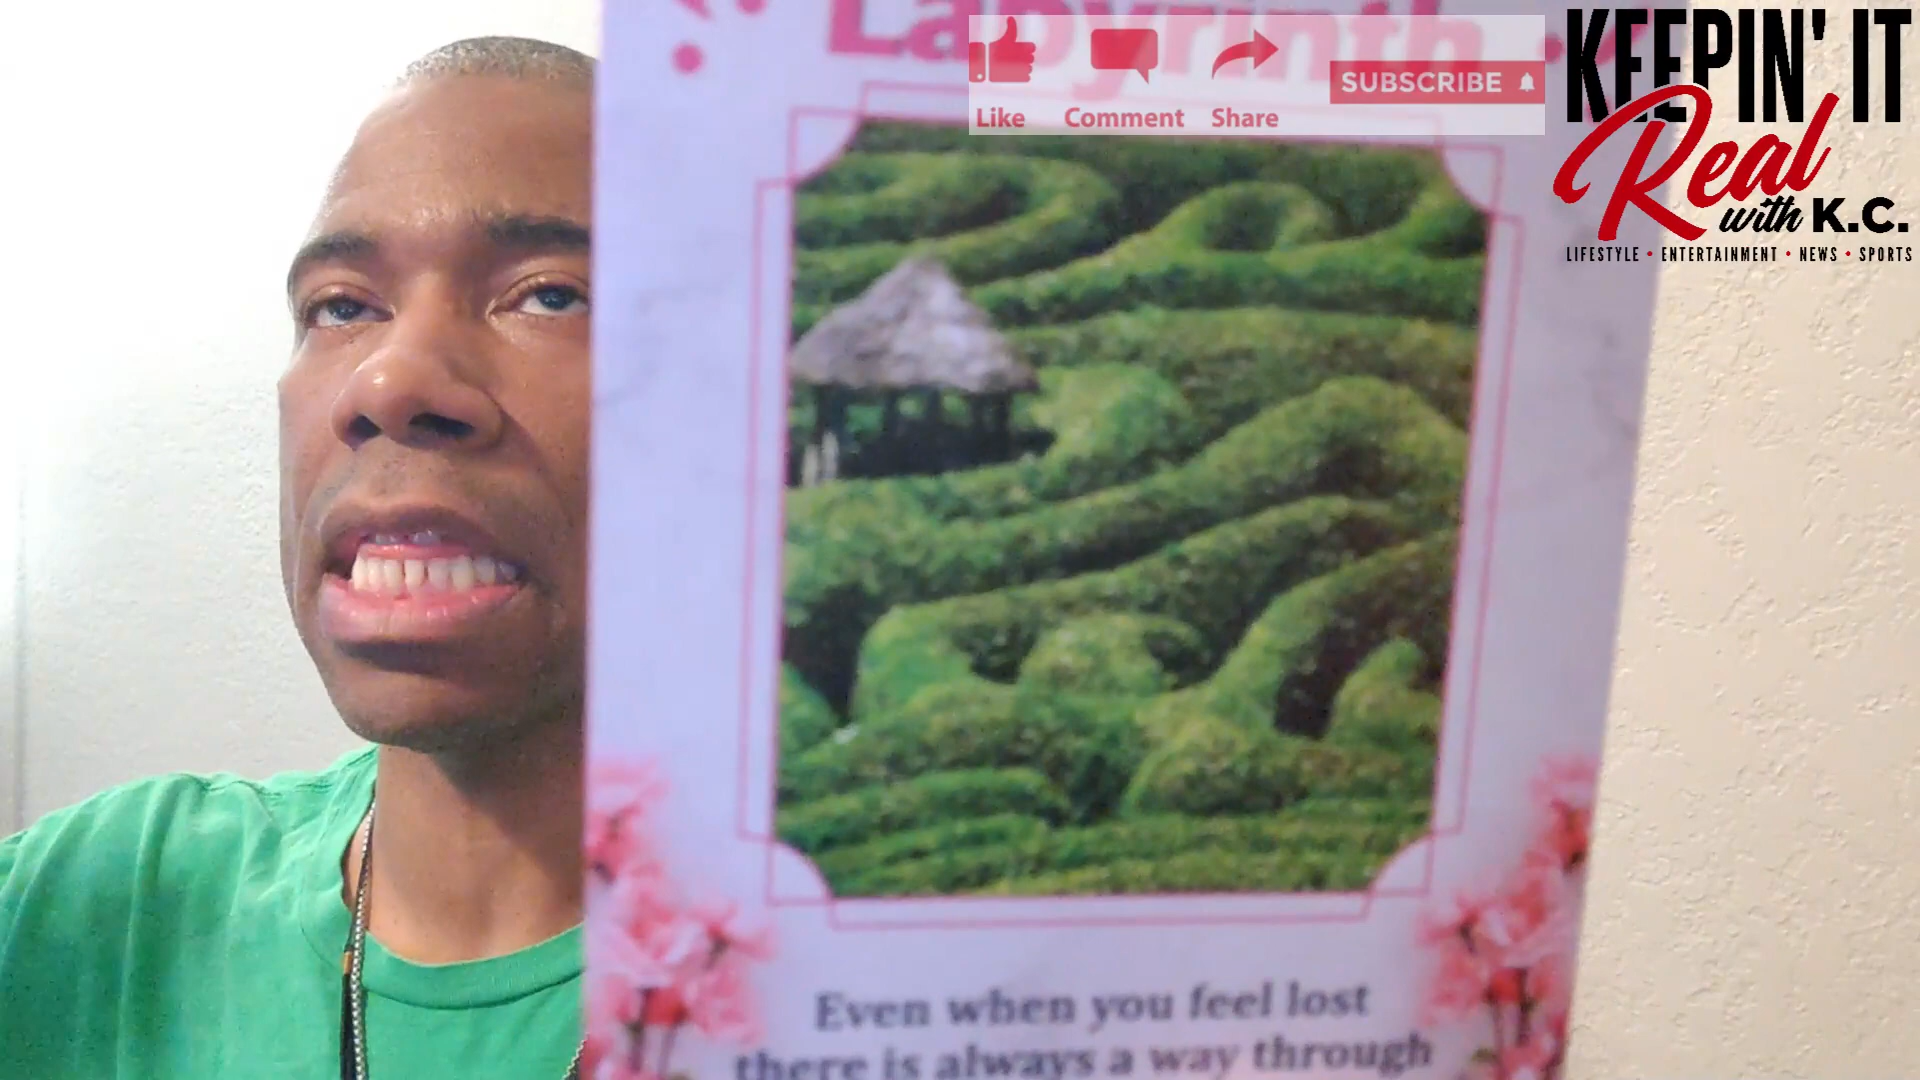 Labyrinth
Like Comment Share
SUBSCRIBE
KEEPIN' IT
Real
with K.C.
LIFESTYLE • ENTERTAINMENT • NEWS • SPORTS
Even when you feel lost
there is always a way through